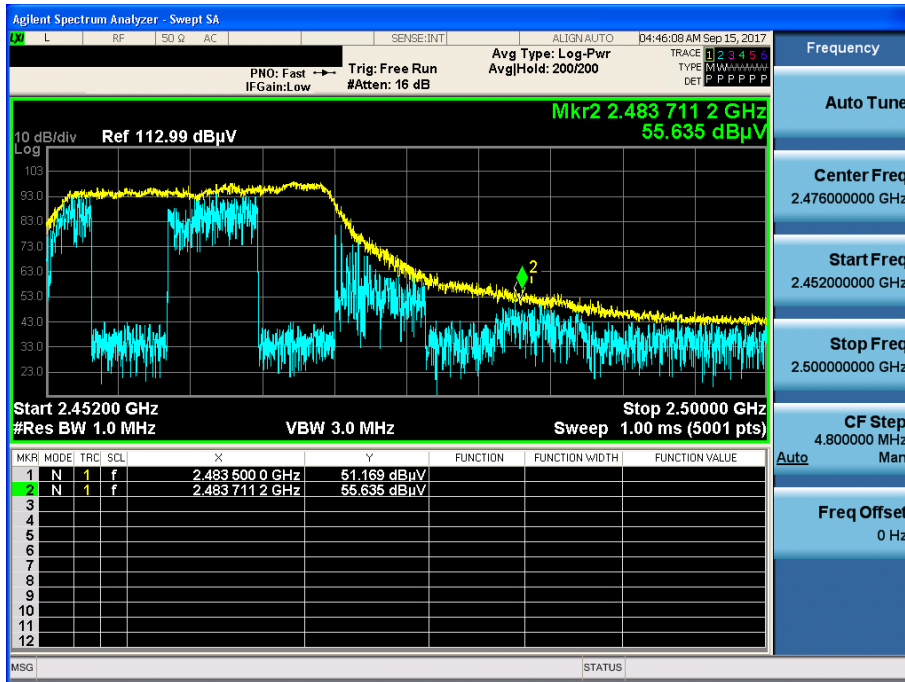 Agilent Spectrum Analyzer - Swept SA
LXI L RF 50 Ω AC SENSE:INT ALIGN AUTO 04:46:08 AM Sep 15, 2017
PNO: Fast
IFGain:Low
Trig: Free Run
#Atten: 16 dB
Avg Type: Log-Pwr
Avg|Hold: 200/200
TRACE 1 2 3 4 5 6
TYPE M W
DET P P P P P P
Mkr2 2.483 711 2 GHz
55.635 dBµV
10 dB/div
Log
Ref 112.99 dBµV
103
93.0
83.0
73.0
63.0
53.0
43.0
33.0
23.0
2
Start 2.45200 GHz
Stop 2.50000 GHz
#Res BW 1.0 MHz VBW 3.0 MHz Sweep 1.00 ms (5001 pts)
MKR MODE TRC SCL X Y FUNCTION FUNCTION WIDTH FUNCTION VALUE
1 N 1 f 2.483 500 0 GHz 51.169 dBµV
2 N 1 f 2.483 711 2 GHz 55.635 dBµV
3
4
5
6
7
8
9
10
11
12
MSG STATUS
Frequency
Auto Tune
Center Freq
2.476000000 GHz
Start Freq
2.452000000 GHz
Stop Freq
2.500000000 GHz
CF Step
4.800000 MHz
Auto Man
Freq Offset
0 Hz